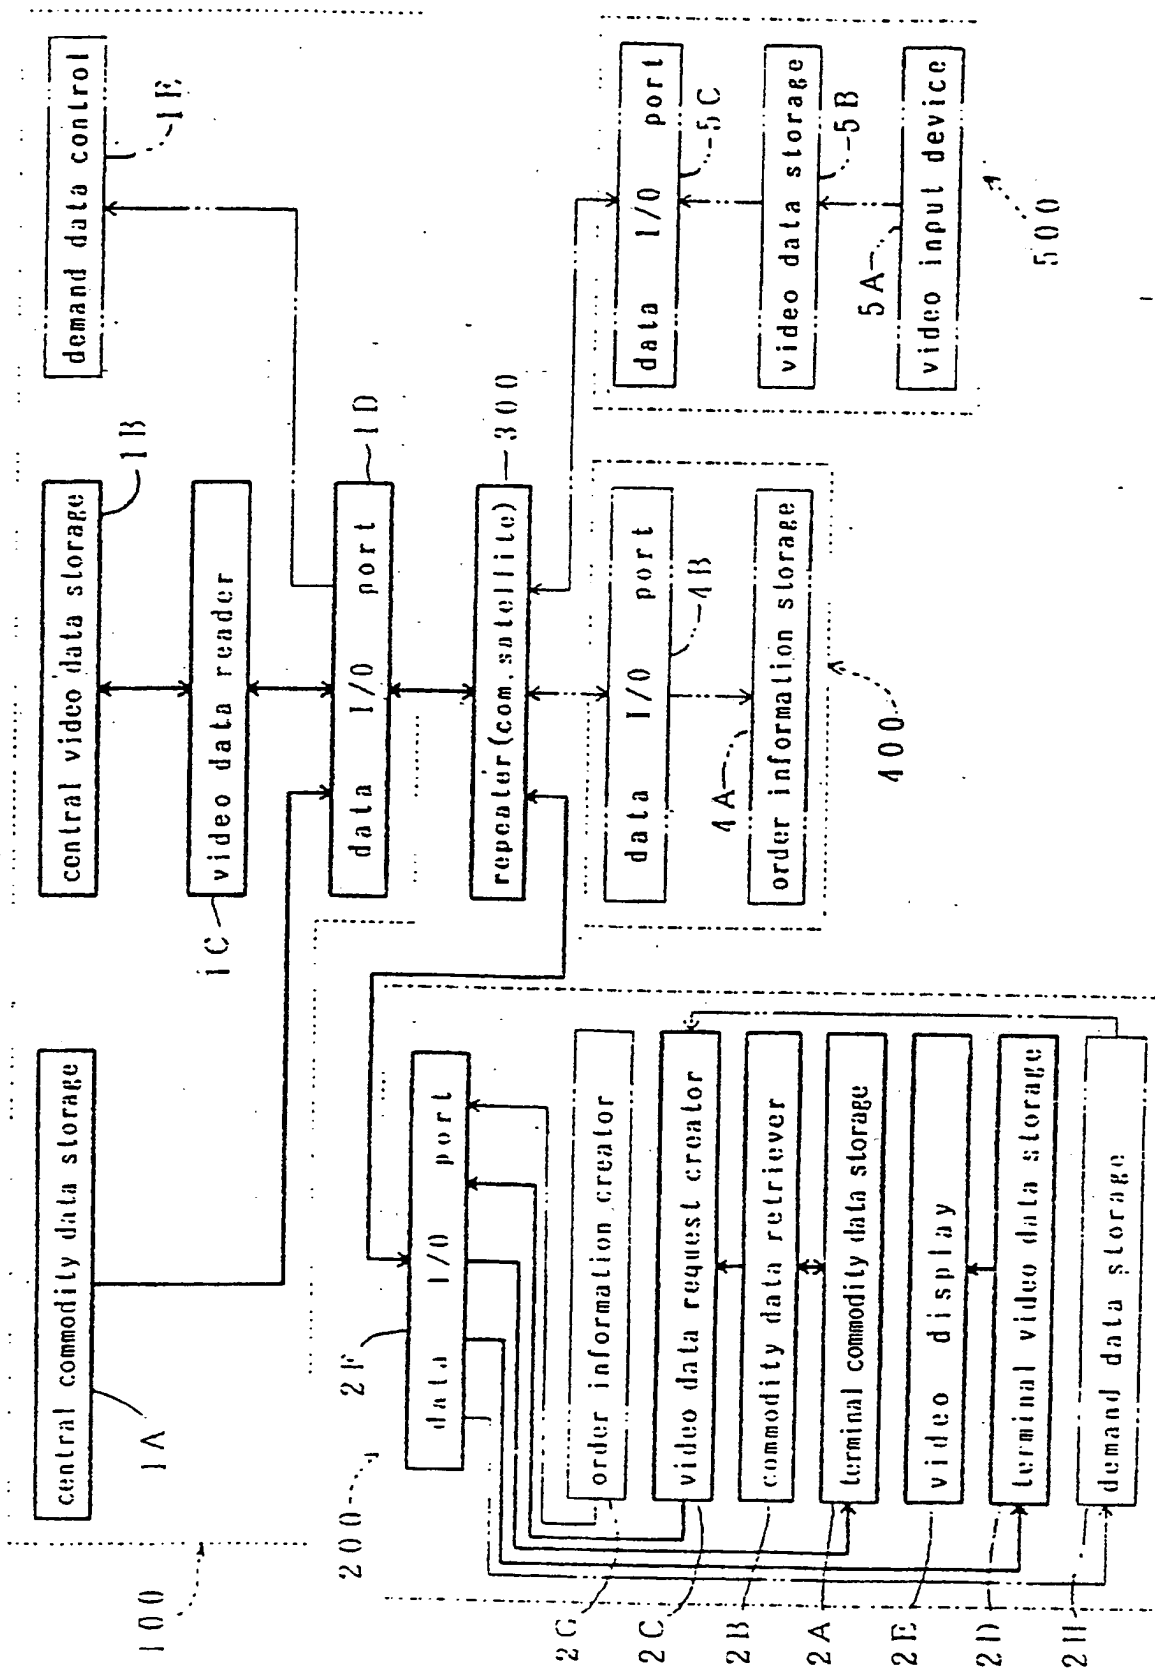 100
central commodity data storage
1A
central video data storage
1B
demand data control
1E
video data reader
1C
data I/O port
1D
repeater(com.satellite)
300
200
data I/O port
2F
order information creator
2G
video data request creator
2C
commodity data retriever
2B
terminal commodity data storage
2A
video display
2E
terminal video data storage
2D
demand data storage
2H
data I/O port
4B
order information storage
4A
400
data I/O port
5C
video data storage
5B
video input device
5A
500